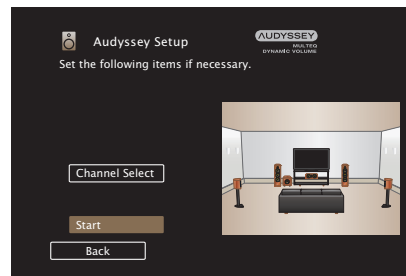 Audyssey Setup
AUDYSSEY
MULTEQ
DYNAMIC VOLUME
Set the following items if necessary.
Channel Select
Start
Back